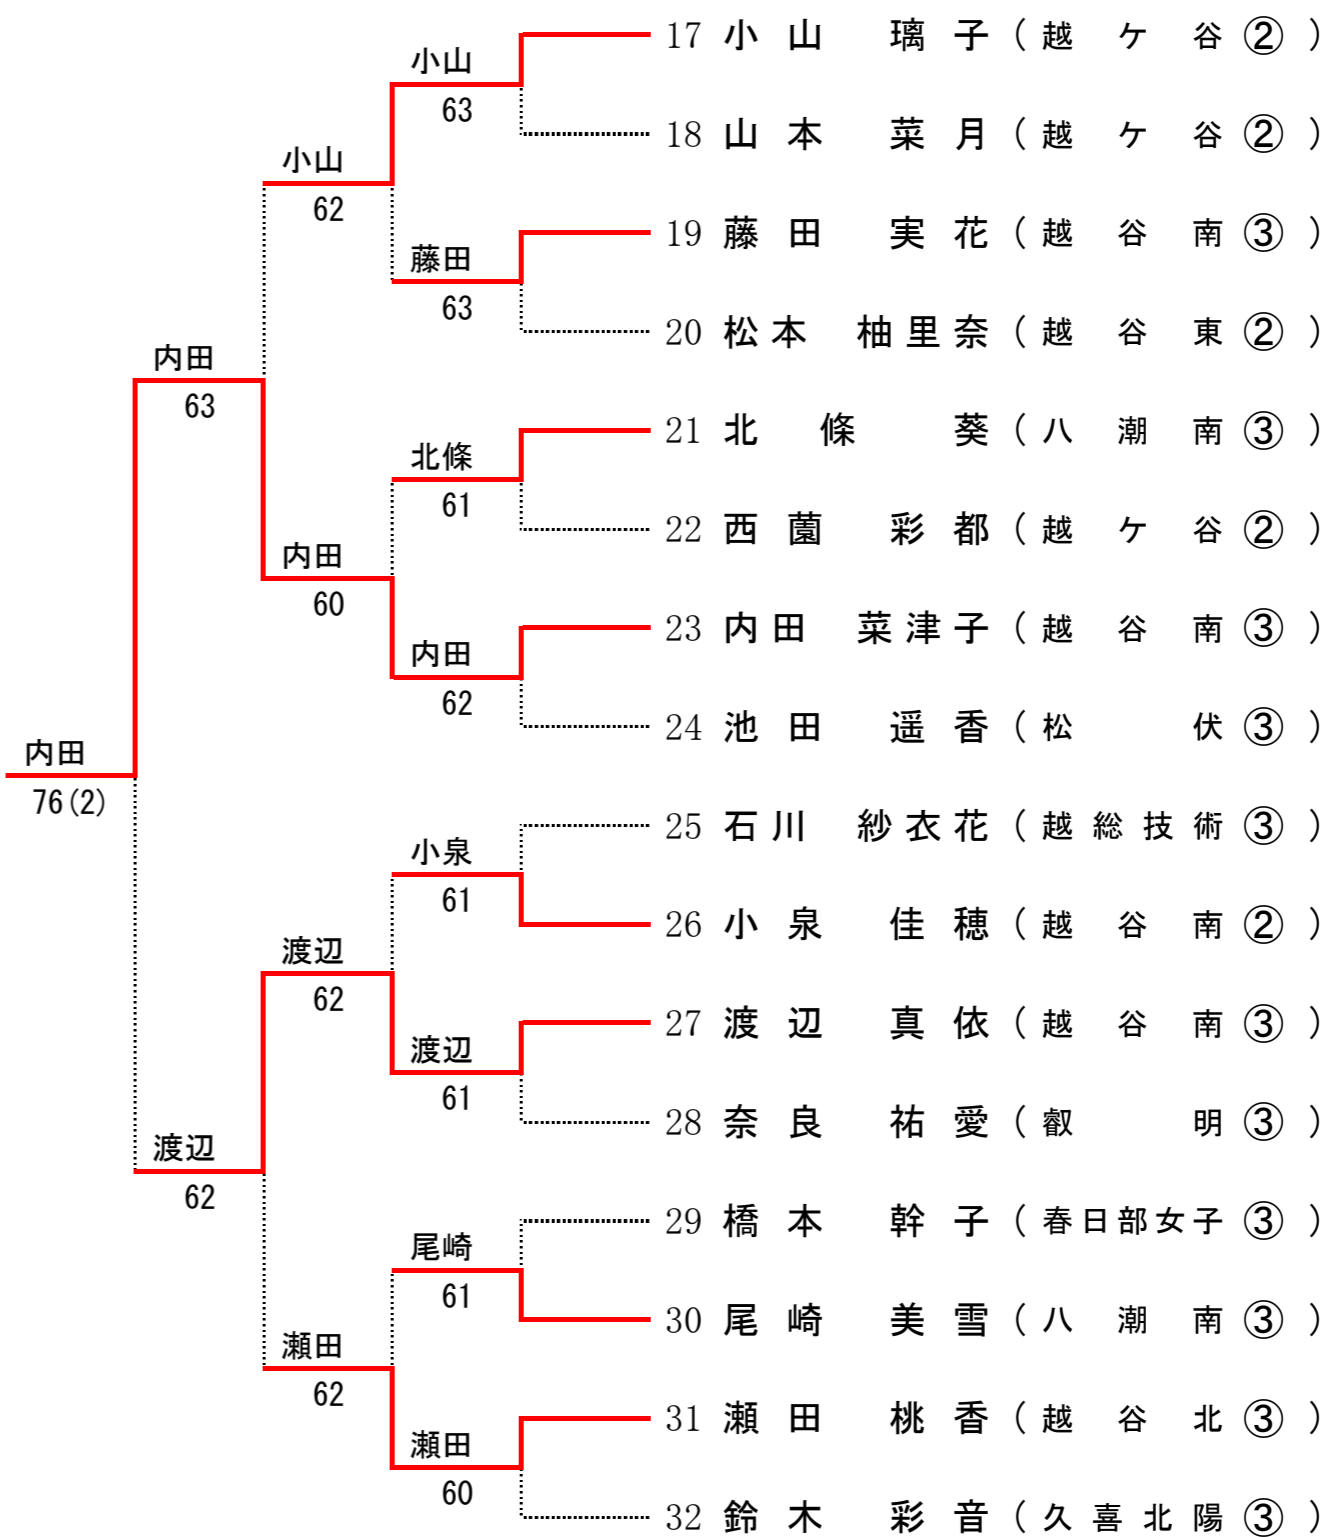 17 小山 璃子 (越ケ谷②)
小山
63
18 山本 菜月 (越ケ谷②)
小山
62
19 藤田 実花 (越谷南③)
藤田
63
20 松本 柚里奈 (越谷東②)
内田
63
21 北條 葵 (八潮南③)
北條
61
22 西薗 彩都 (越ケ谷②)
内田
60
23 内田 菜津子 (越谷南③)
内田
62
24 池田 遥香 (松伏③)
内田
76(2)
25 石川 紗衣花 (越総技術③)
小泉
61
26 小泉 佳穂 (越谷南②)
渡辺
62
27 渡辺 真依 (越谷南③)
渡辺
61
28 奈良 祐愛 (叡明③)
渡辺
62
29 橋本 幹子 (春日部女子③)
尾崎
61
30 尾崎 美雪 (八潮南③)
瀬田
62
31 瀬田 桃香 (越谷北③)
瀬田
60
32 鈴木 彩音 (久喜北陽③)